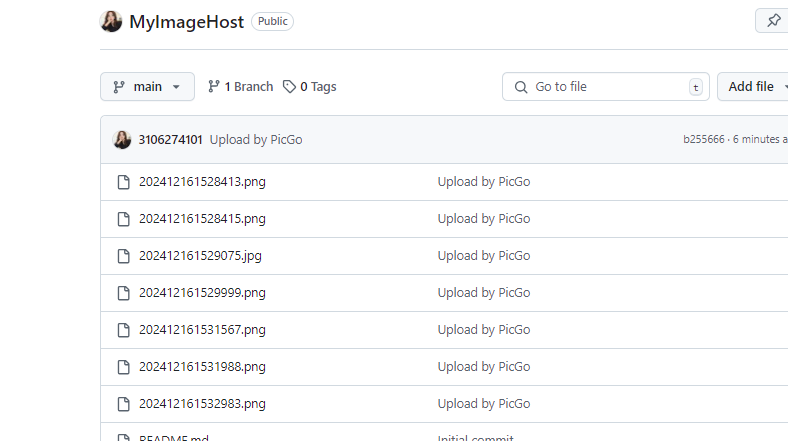 MyImageHost Public
main 1 Branch 0 Tags Go to file t Add file
3106274101 Upload by PicGo b255666 · 6 minutes a
202412161528413.png Upload by PicGo
202412161528415.png Upload by PicGo
202412161529075.jpg Upload by PicGo
202412161529999.png Upload by PicGo
202412161531567.png Upload by PicGo
202412161531988.png Upload by PicGo
202412161532983.png Upload by PicGo
README.md Initial commit